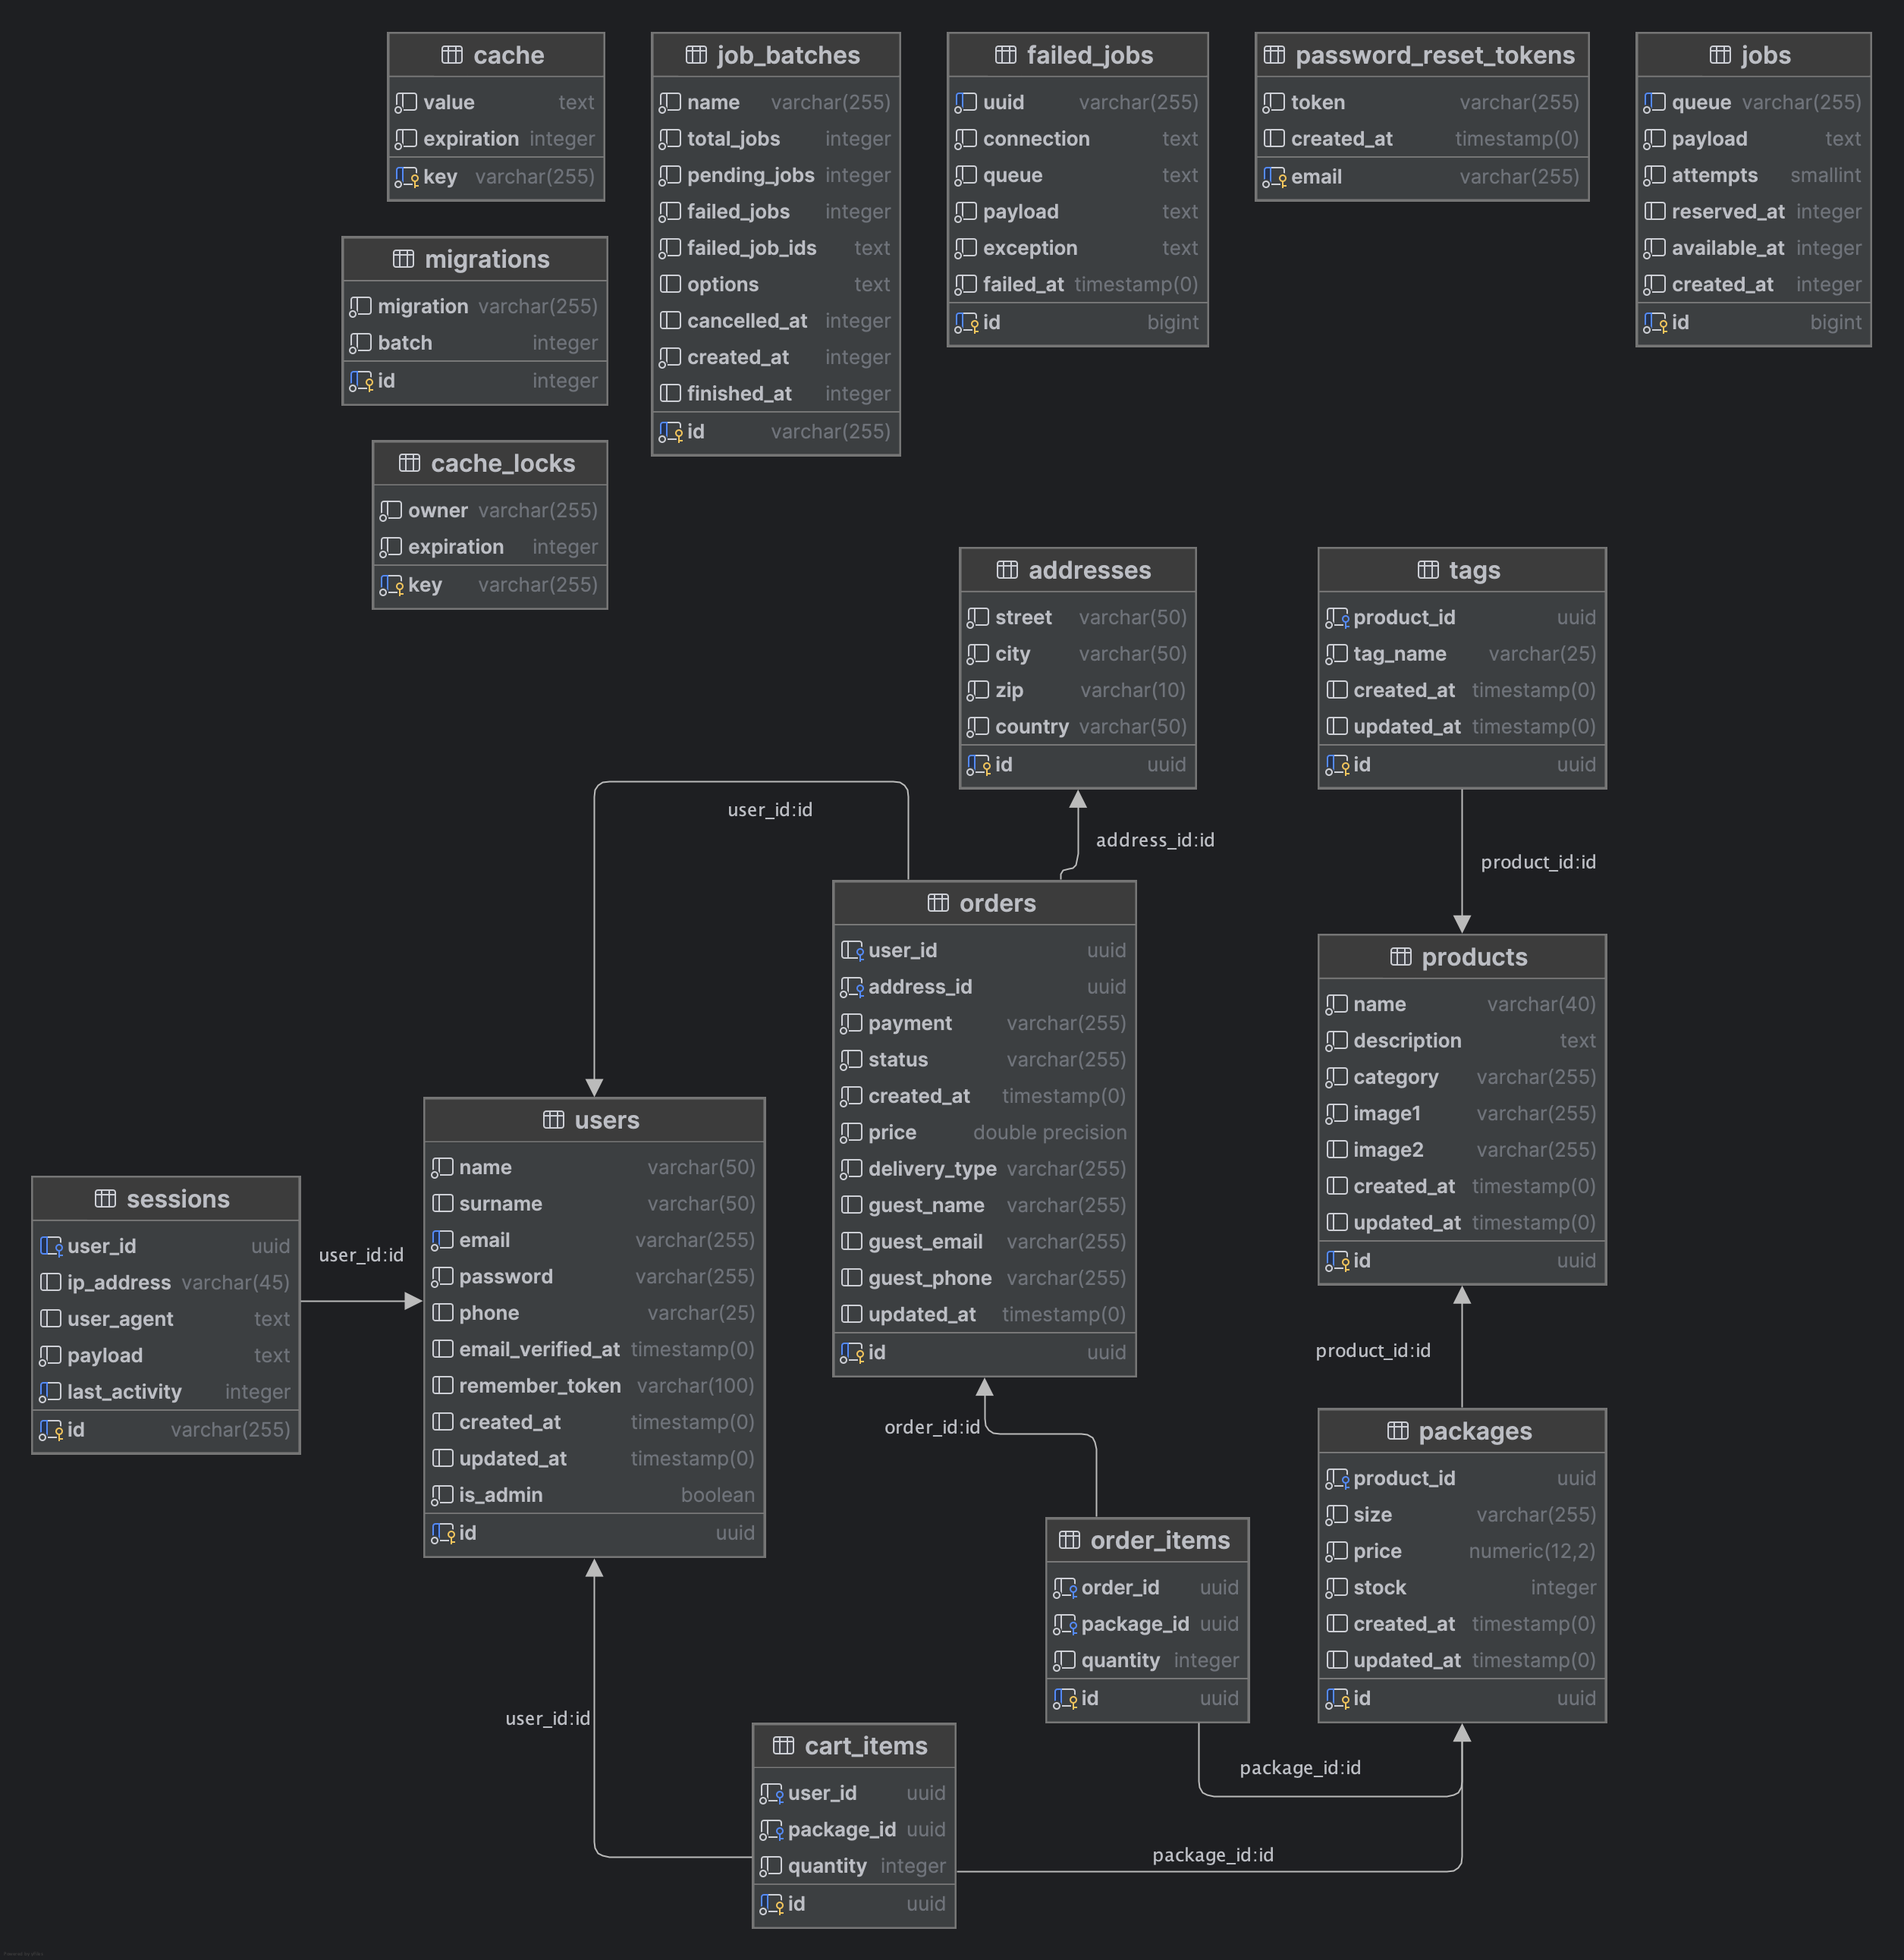 cache
value text
expiration integer
key varchar(255)
job_batches
name varchar(255)
total_jobs integer
pending_jobs integer
failed_jobs integer
failed_job_ids text
options text
cancelled_at integer
created_at integer
finished_at integer
id varchar(255)
failed_jobs
uuid varchar(255)
connection text
queue text
payload text
exception text
failed_at timestamp(0)
id bigint
password_reset_tokens
token varchar(255)
created_at timestamp(0)
email varchar(255)
jobs
queue varchar(255)
payload text
attempts smallint
reserved_at integer
available_at integer
created_at integer
id bigint
migrations
migration varchar(255)
batch integer
id integer
cache_locks
owner varchar(255)
expiration integer
key varchar(255)
addresses
street varchar(50)
city varchar(50)
zip varchar(10)
country varchar(50)
id uuid
tags
product_id uuid
tag_name varchar(25)
created_at timestamp(0)
updated_at timestamp(0)
id uuid
user_id:id
address_id:id
product_id:id
orders
user_id uuid
address_id uuid
payment varchar(255)
status varchar(255)
created_at timestamp(0)
price double precision
delivery_type varchar(255)
guest_name varchar(255)
guest_email varchar(255)
guest_phone varchar(255)
updated_at timestamp(0)
id uuid
products
name varchar(40)
description text
category varchar(255)
image1 varchar(255)
image2 varchar(255)
created_at timestamp(0)
updated_at timestamp(0)
id uuid
users
name varchar(50)
surname varchar(50)
email varchar(255)
password varchar(255)
phone varchar(25)
email_verified_at timestamp(0)
remember_token varchar(100)
created_at timestamp(0)
updated_at timestamp(0)
is_admin boolean
id uuid
sessions
user_id uuid
ip_address varchar(45)
user_agent text
payload text
last_activity integer
id varchar(255)
user_id:id
product_id:id
order_id:id
packages
product_id uuid
size varchar(255)
price numeric(12,2)
stock integer
created_at timestamp(0)
updated_at timestamp(0)
id uuid
order_items
order_id uuid
package_id uuid
quantity integer
id uuid
user_id:id
cart_items
user_id uuid
package_id uuid
quantity integer
id uuid
package_id:id
package_id:id